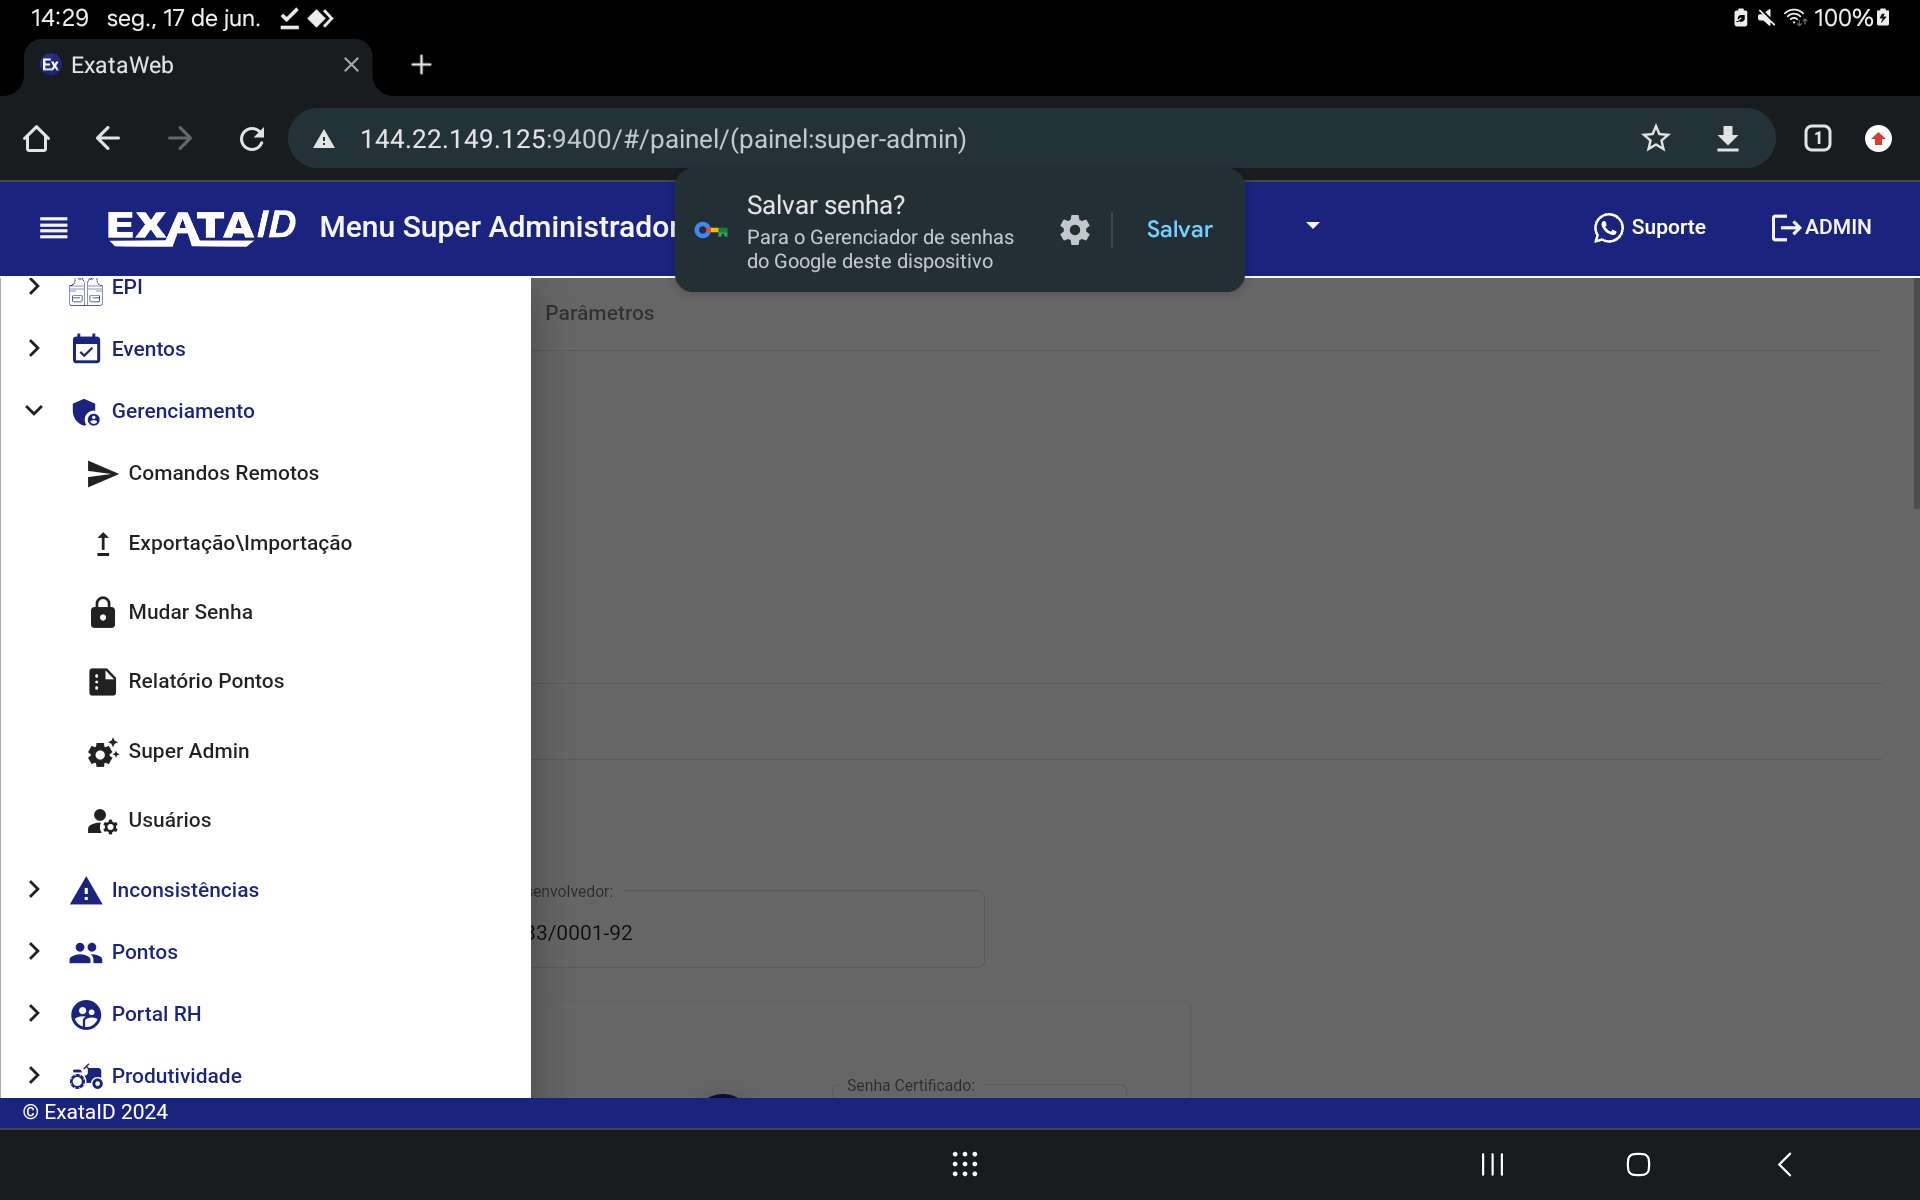 14:29 seg., 17 de jun.
100%
Ex ExataWeb
144.22.149.125:9400/#/painel/(painel:super-admin)
1
EXATAID Menu Super Administrador
Salvar senha?
Para o Gerenciador de senhas
do Google deste dispositivo
Salvar
Suporte
ADMIN
EPI
Parâmetros
Eventos
Gerenciamento
Comandos Remotos
Exportação\Importação
Mudar Senha
Relatório Pontos
Super Admin
Usuários
Inconsistências
envolvedor:
33/0001-92
Pontos
Portal RH
Produtividade
Senha Certificado:
© ExataID 2024